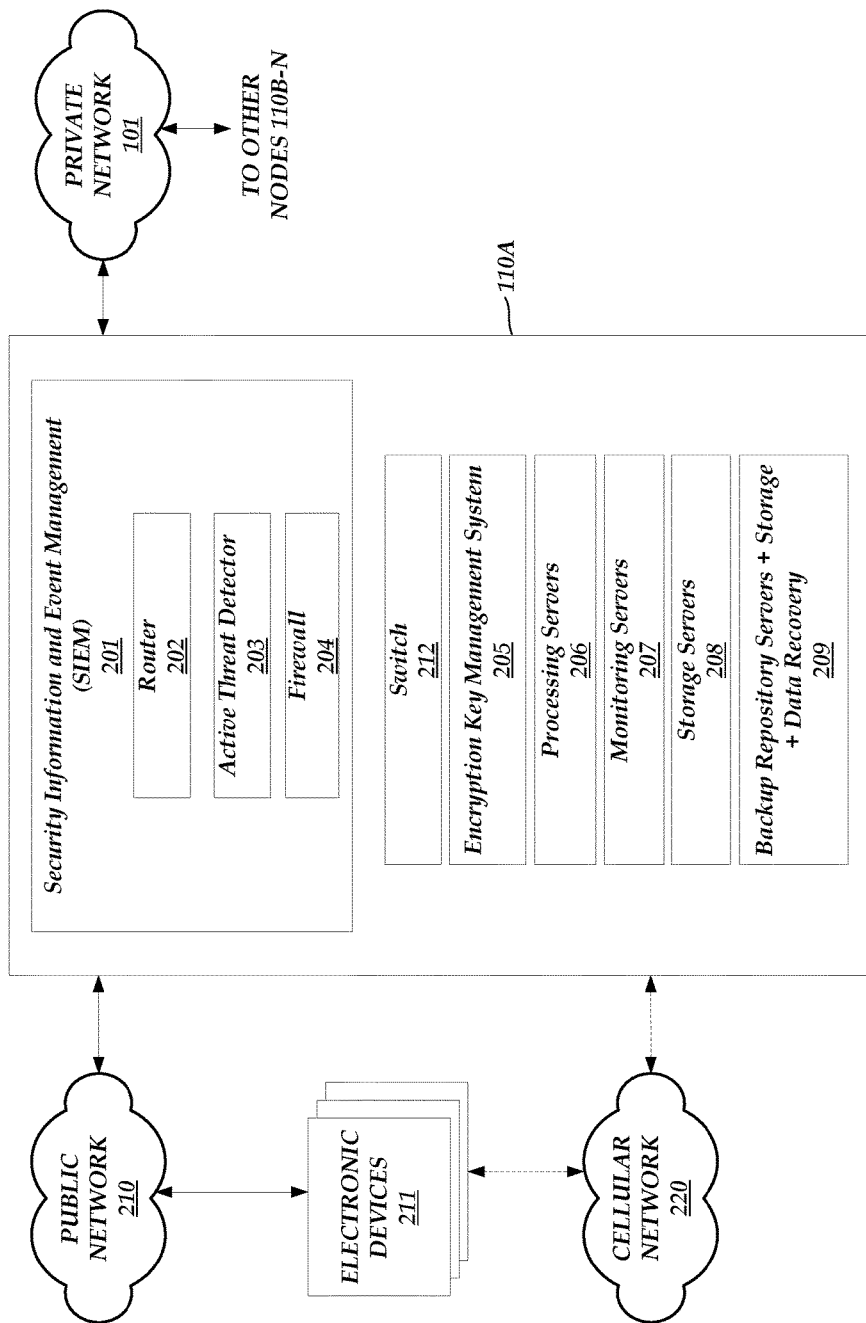 PUBLIC
NETWORK
210
ELECTRONIC
DEVICES
211
CELLULAR
NETWORK
220
Security Information and Event Management
(SIEM)
201
Router
202
Active Threat Detector
203
Firewall
204
Switch
212
Encryption Key Management System
205
Processing Servers
206
Monitoring Servers
207
Storage Servers
208
Backup Repository Servers + Storage
+ Data Recovery
209
110A
PRIVATE
NETWORK
101
TO OTHER
NODES 110B-N